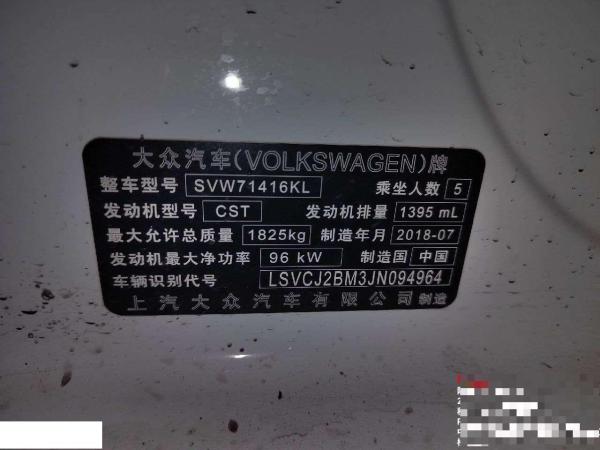 大众汽车(VOLKSWAGEN)牌
整车型号 SVW71416KL 乘坐人数 5
发动机型号 CST 发动机排量 1395 mL
最大允许总质量 1825kg 制造年月 2018-07
发动机最大净功率 96 kW 制造国 中国
车辆识别代号 LSVCJ2BM3JN094964
上汽大众汽车有限公司 制造